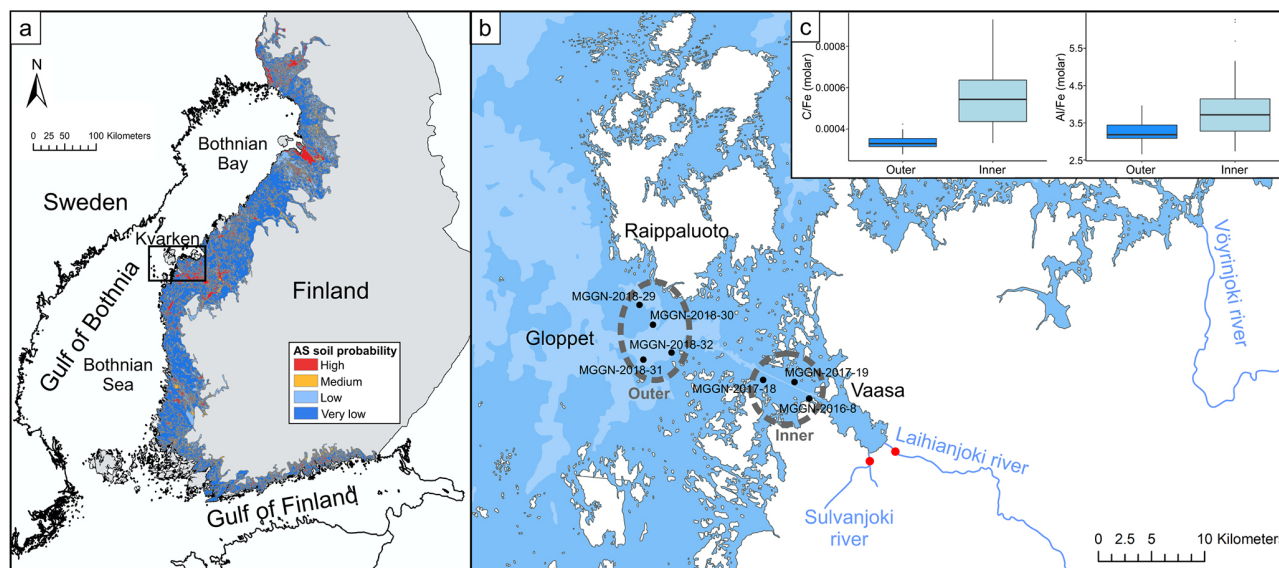 a
N
0 25 50 100 Kilometers
Bothnian
Bay
Sweden
Kvarken
Gulf of Bothnia
Finland
Bothnian
Sea
AS soil probability
High
Medium
Low
Very low
Gulf of Finland
b
Raippaluoto
MGGN-2018-29
MGGN-2018-30
Gloppet
MGGN-2018-32
MGGN-2018-31
Outer
MGGN-2017-19
MGGN-2017-18
MGGN-2016-8
Inner
Vaasa
Laihianjoki river
Sulvanjoki
river
Vöyrinjoki river
0 2.5 5 10 Kilometers
c
C/Fe (molar)
0.0008
0.0006
0.0004
Outer Inner
Al/Fe (molar)
5.5
4.5
3.5
2.5
Outer Inner